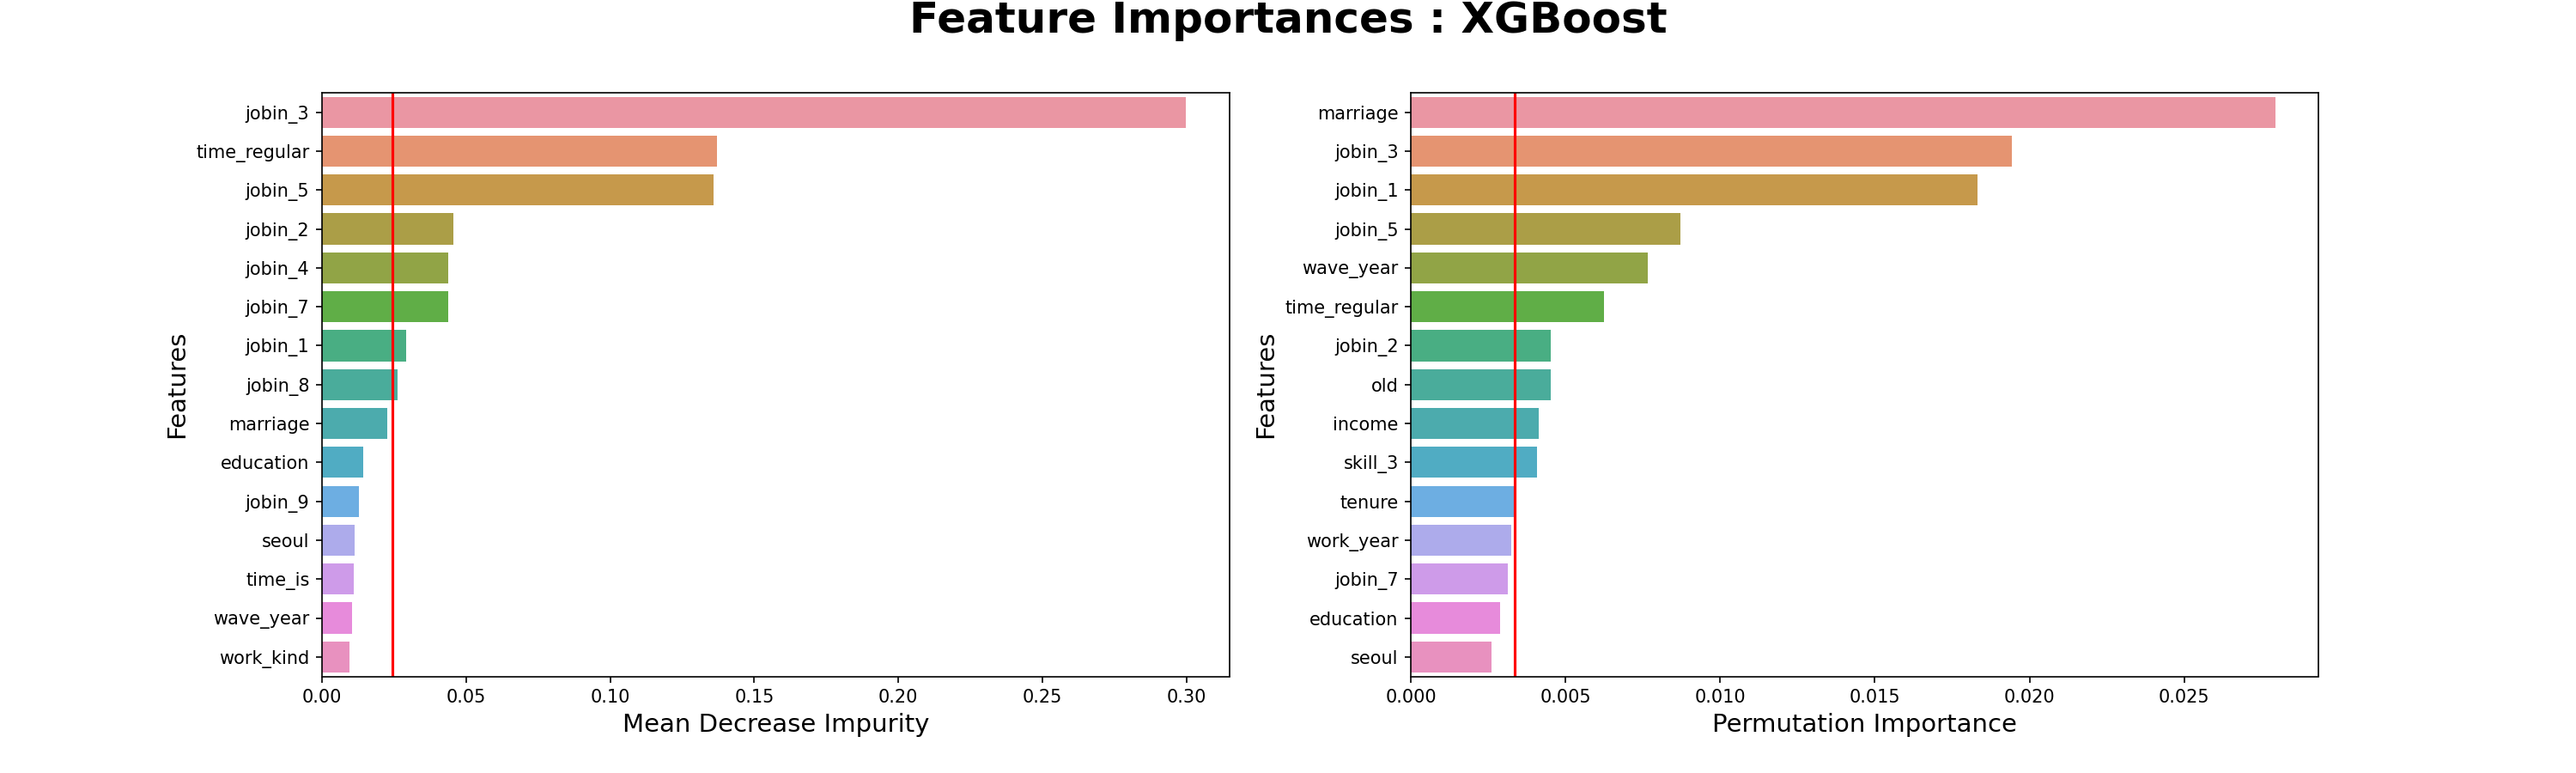 Feature Importances : XGBoost
Features
jobin_3
time_regular
jobin_5
jobin_2
jobin_4
jobin_7
jobin_1
jobin_8
marriage
education
jobin_9
seoul
time_is
wave_year
work_kind
0.00 0.05 0.10 0.15 0.20 0.25 0.30
Mean Decrease Impurity
Features
marriage
jobin_3
jobin_1
jobin_5
wave_year
time_regular
jobin_2
old
income
skill_3
tenure
work_year
jobin_7
education
seoul
0.000 0.005 0.010 0.015 0.020 0.025
Permutation Importance